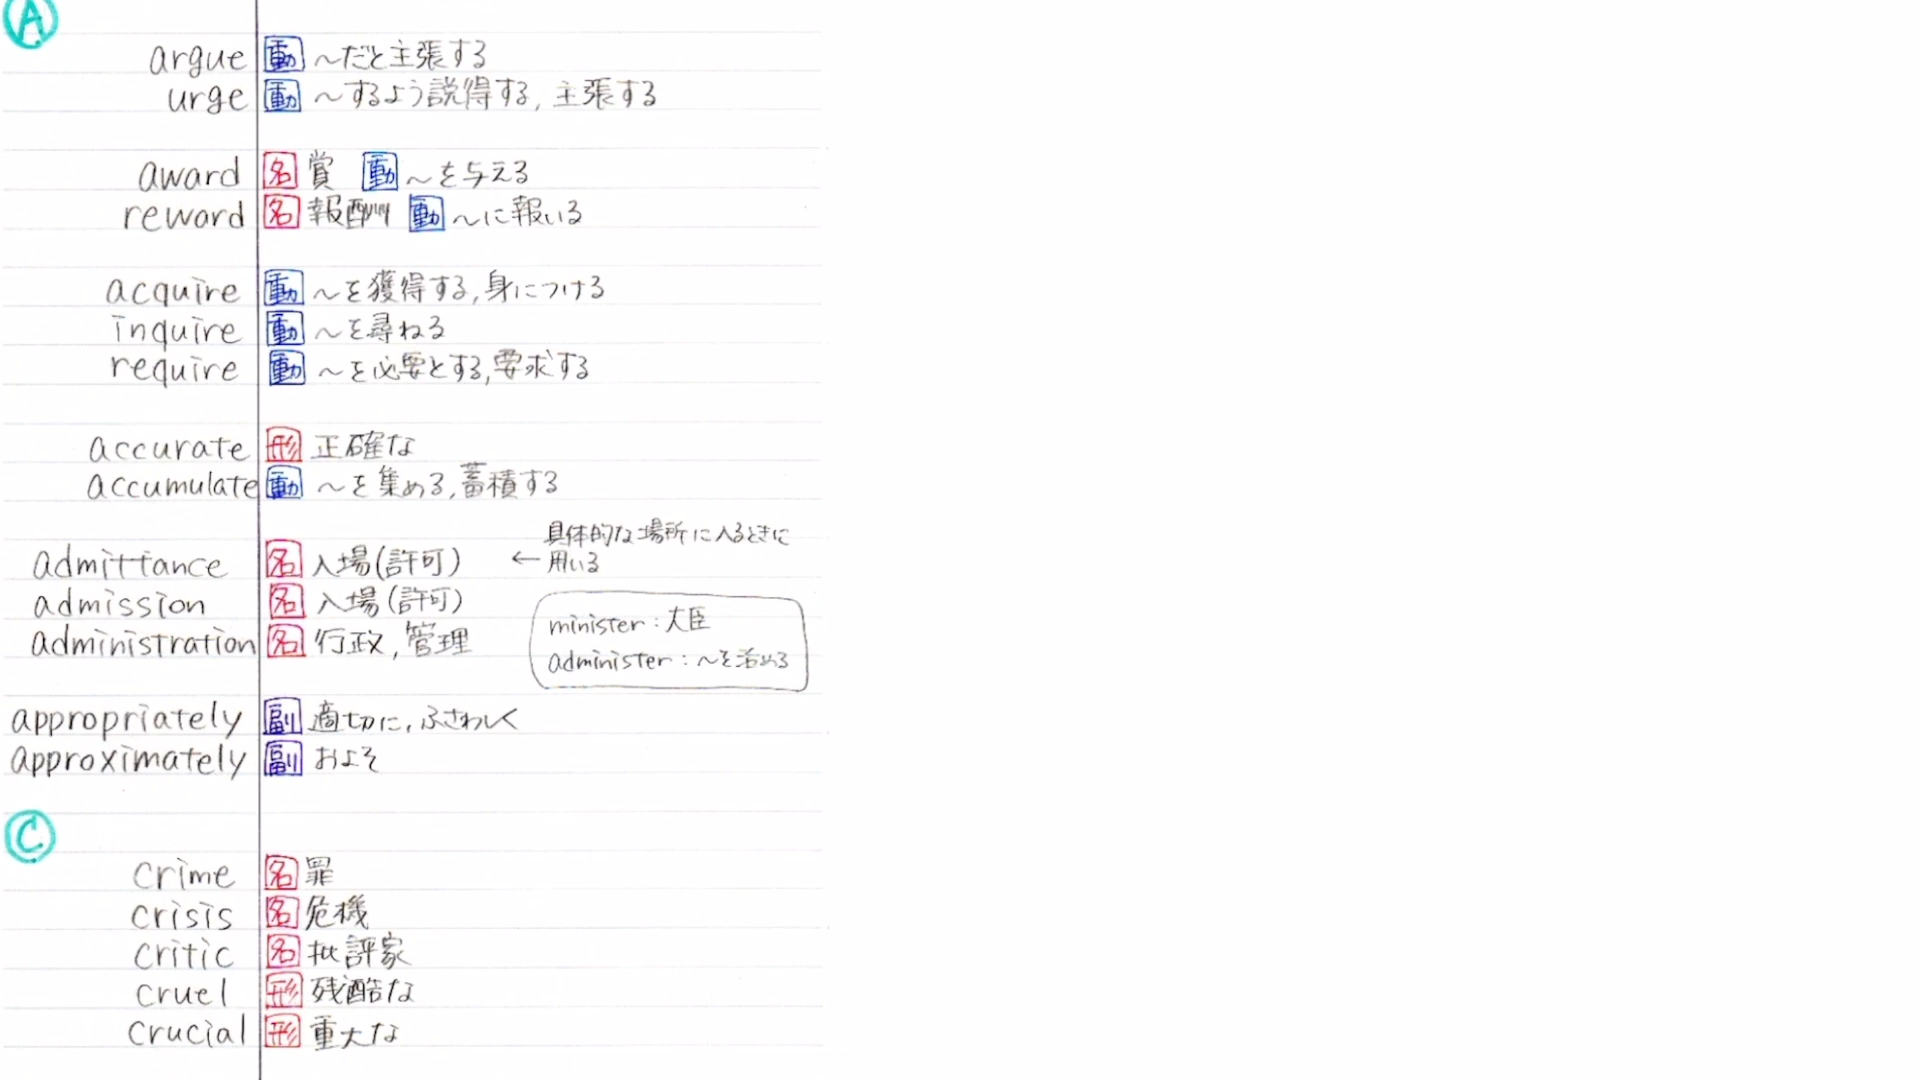 A
argue 動 ～だと主張する
urge 動 ～するよう説得する, 主張する
award 名 賞 動 ～を与える
reward 名 報酬 動 ～に報いる
acquire 動 ～を獲得する, 身につける
inquire 動 ～を尋ねる
require 動 ～を必要とする, 要求する
accurate 形 正確な
accumulate 動 ～を集める, 蓄積する
具体的な場所に入るときに
admittance 名 入場(許可) ← 用いる
admission 名 入場(許可)
administration 名 行政, 管理
minister : 大臣
administer : ～を治める
appropriately 副 適切に, ふさわしく
approximately 副 およそ
C
crime 名 罪
crisis 名 危機
critic 名 批評家
cruel 形 残酷な
crucial 形 重大な